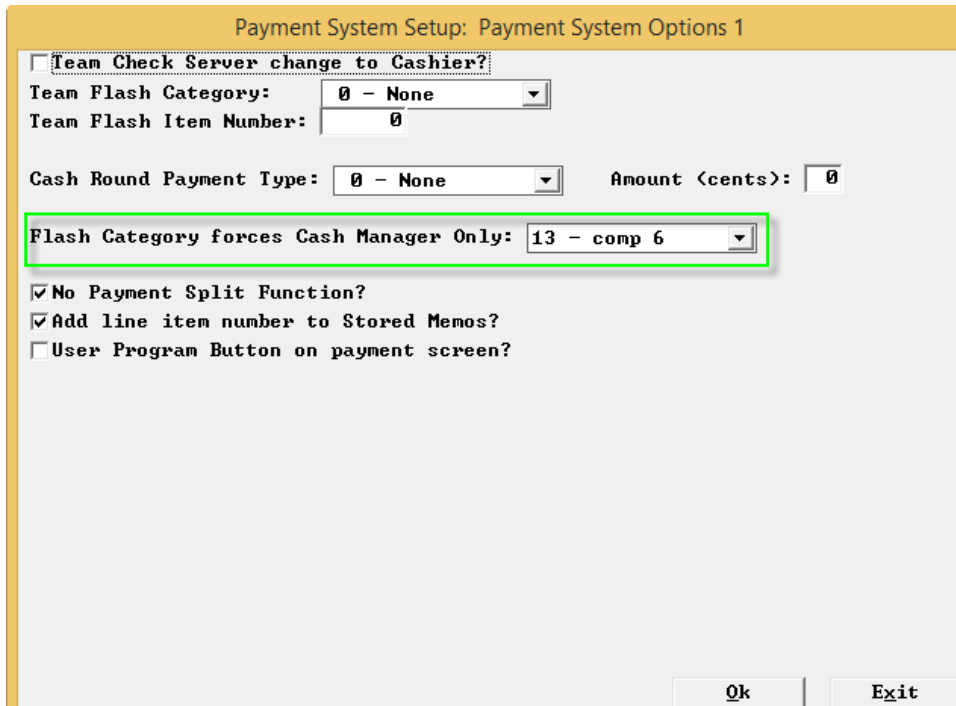 Payment System Setup: Payment System Options 1
Team Check Server change to Cashier?
Team Flash Category: 0 - None
Team Flash Item Number: 0
Cash Round Payment Type: 0 - None Amount (cents): 0
Flash Category forces Cash Manager Only: 13 - comp 6
No Payment Split Function?
Add line item number to Stored Memos?
User Program Button on payment screen?
Ok Exit